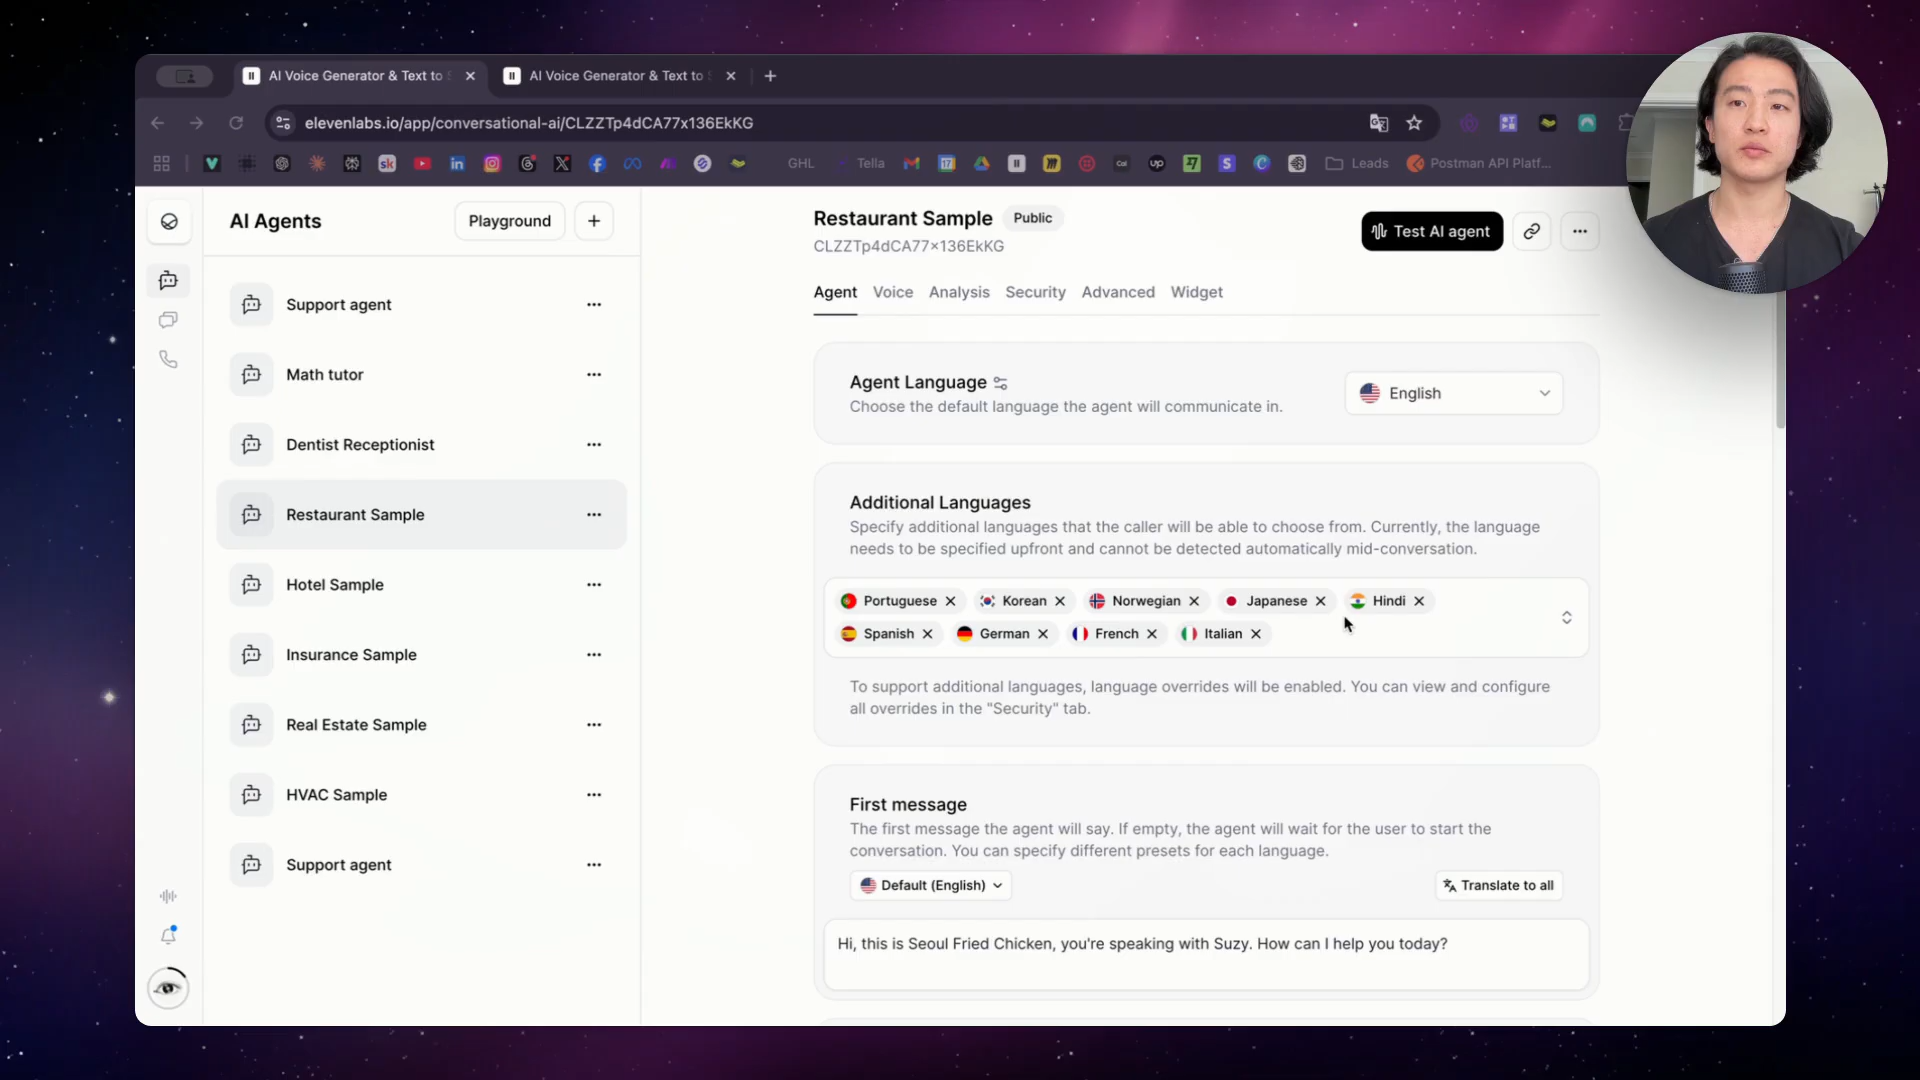 AI Voice Generator & Text to
AI Voice Generator & Text to
elevenlabs.io/app/conversational-ai/CLZZTp4dCA77x136EkKG
GHL
Tella
Leads
Postman API Platf...
AI Agents
Playground
Support agent
Math tutor
Dentist Receptionist
Restaurant Sample
Hotel Sample
Insurance Sample
Real Estate Sample
HVAC Sample
Support agent
Restaurant Sample
Public
CLZZTp4dCA77x136EkKG
Test AI agent
Agent
Voice
Analysis
Security
Advanced
Widget
Agent Language
Choose the default language the agent will communicate in.
English
Additional Languages
Specify additional languages that the caller will be able to choose from. Currently, the language
needs to be specified upfront and cannot be detected automatically mid-conversation.
Portuguese
Korean
Norwegian
Japanese
Hindi
Spanish
German
French
Italian
To support additional languages, language overrides will be enabled. You can view and configure
all overrides in the "Security" tab.
First message
The first message the agent will say. If empty, the agent will wait for the user to start the
conversation. You can specify different presets for each language.
Default (English)
Translate to all
Hi, this is Seoul Fried Chicken, you're speaking with Suzy. How can I help you today?